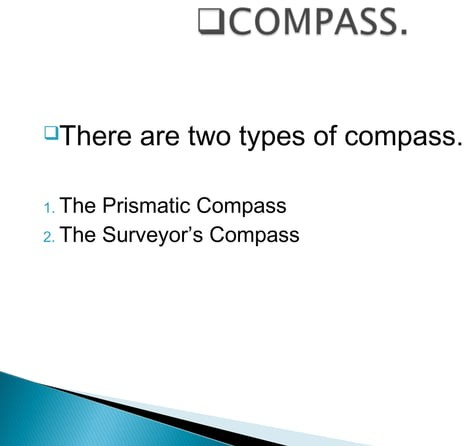 ❑COMPASS.
❑There are two types of compass.
1. The Prismatic Compass
2. The Surveyor’s Compass